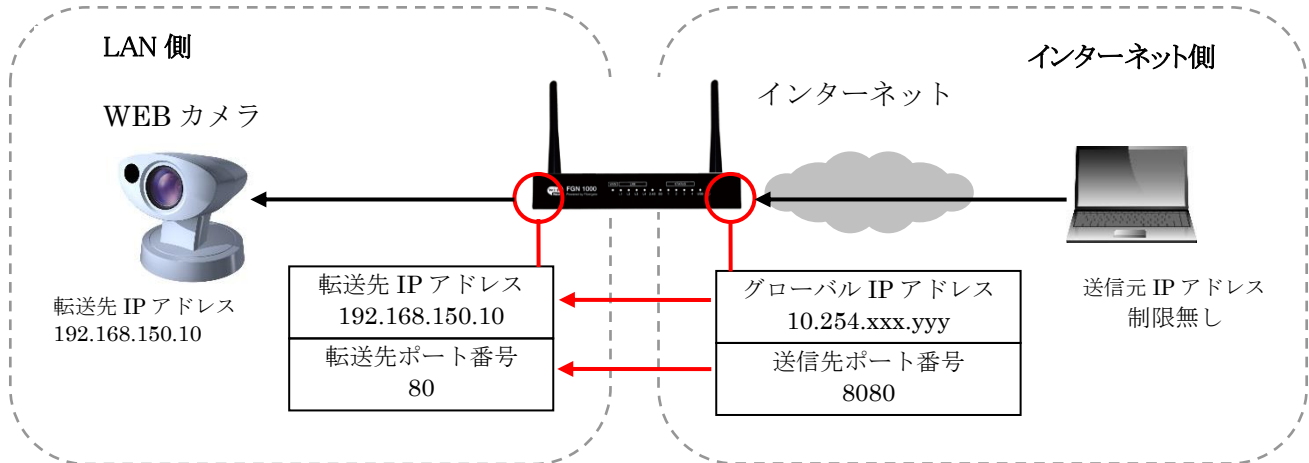 LAN 側
インターネット側
WEB カメラ
インターネット
FGN 1000
転送先 IP アドレス
192.168.150.10
転送先 IP アドレス
192.168.150.10
転送先ポート番号
80
グローバル IP アドレス
10.254.xxx.yyy
送信先ポート番号
8080
送信元 IP アドレス
制限無し